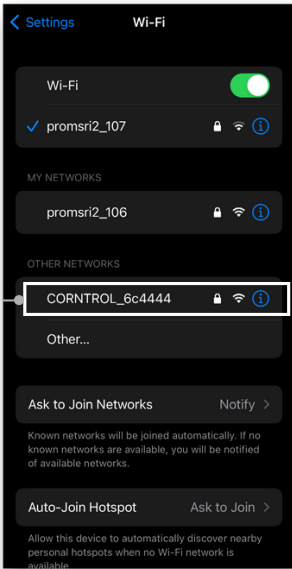 Settings
Wi-Fi
Wi-Fi
promsri2_107
MY NETWORKS
promsri2_106
OTHER NETWORKS
CORNTROL_6c4444
Other...
Ask to Join Networks Notify
Known networks will be joined automatically. If no
known networks are available, you will be notified
of available networks.
Auto-Join Hotspot Ask to Join
Allow this device to automatically discover nearby
personal hotspots when no Wi-Fi network is
available.